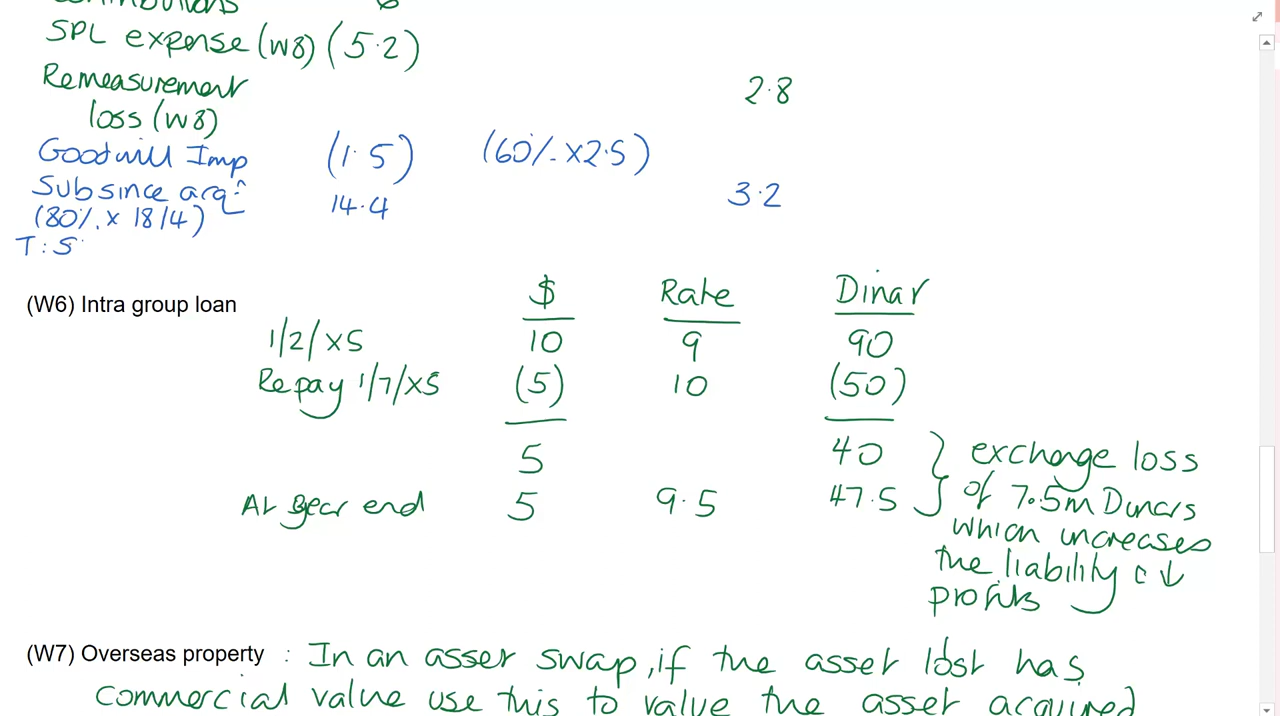 SPL expense (W8) (5.2)
Remeasurement 2.8
loss (W8)
Goodwill Imp (1.5) (60% x 2.5)
Sub since acq
(80% x 18/4) 14.4 3.2
T: S
(W6) Intra group loan $ Rate Dinar
1/2/X5 10 9 90
Repay 1/7/X5 (5) 10 (50)
5 40 } exchange loss
At year end 5 9.5 47.5 of 7.5m Dinars
which increases
the liability & ↓
profits
(W7) Overseas property : In an asset swap, if the asset lost has
commercial value use this to value the asset acquired